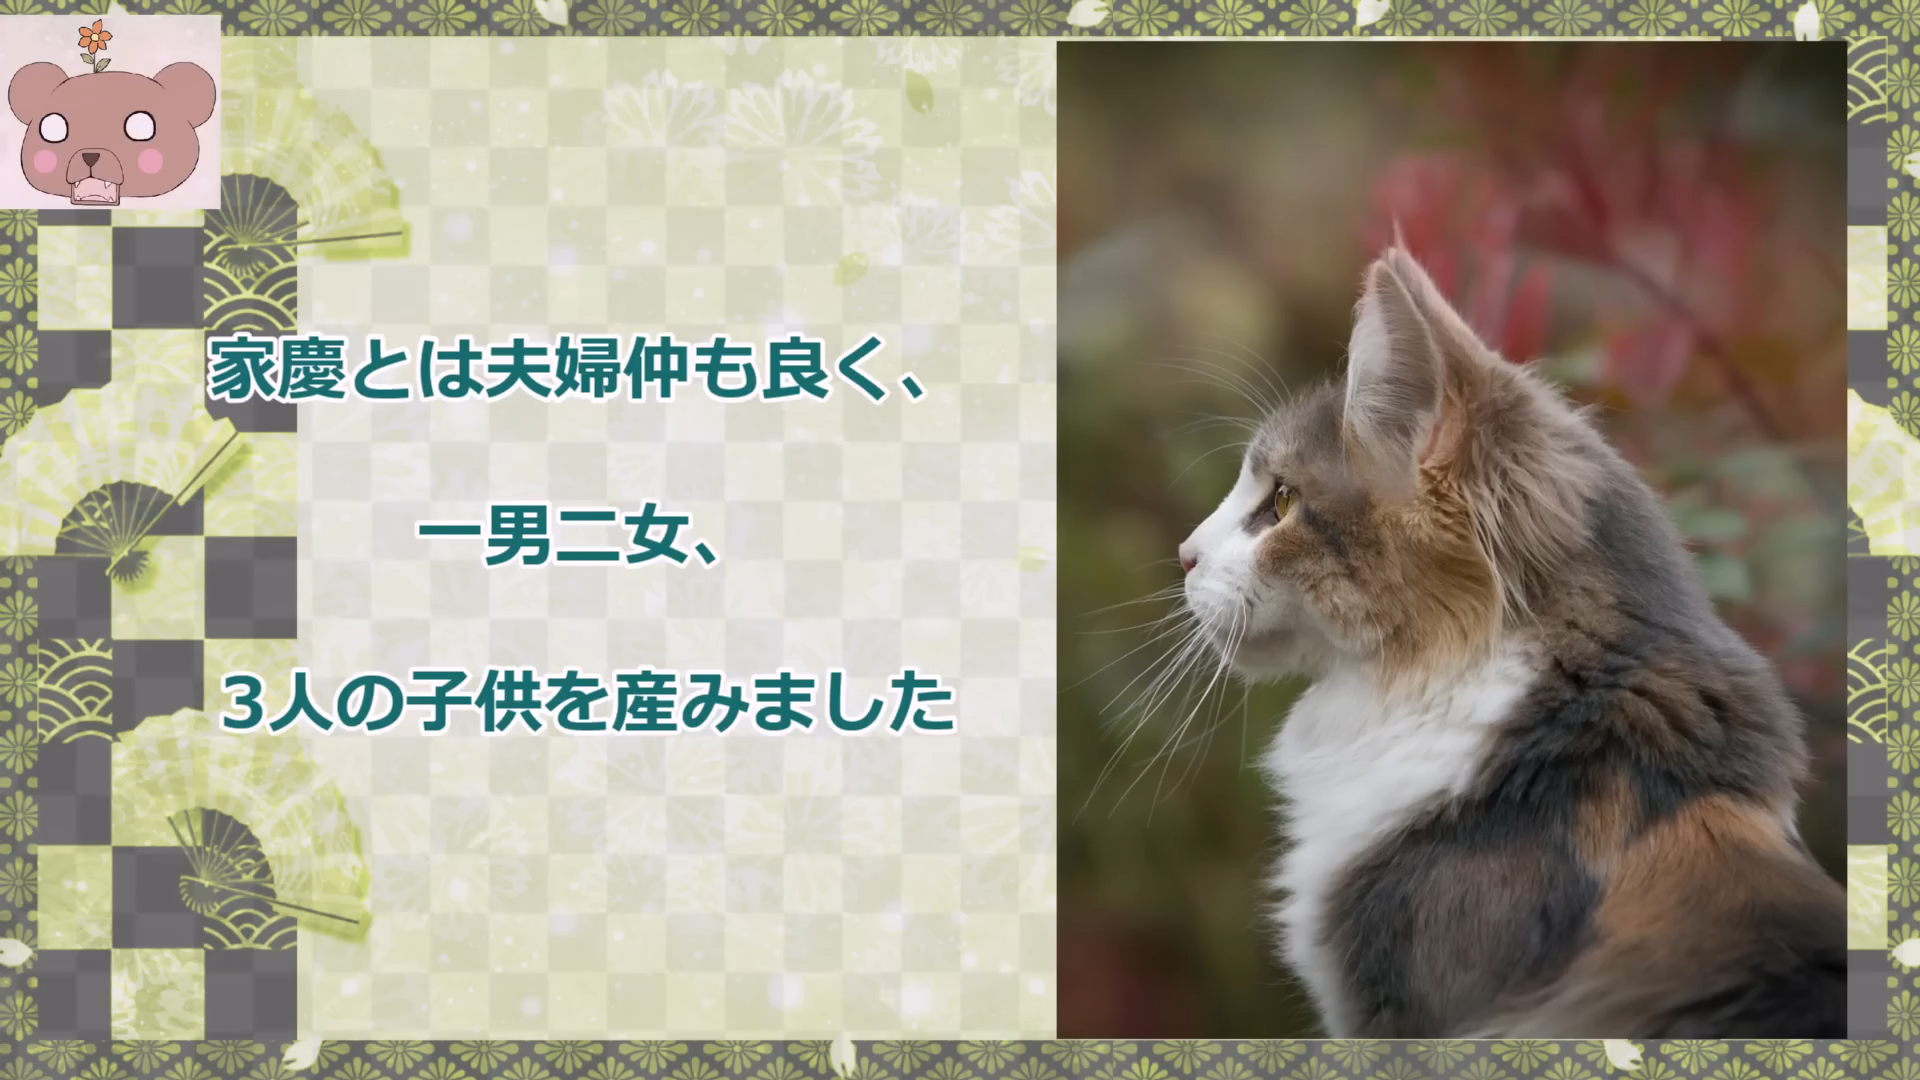 家慶とは夫婦仲も良く、
一男二女、
3人の子供を産みました